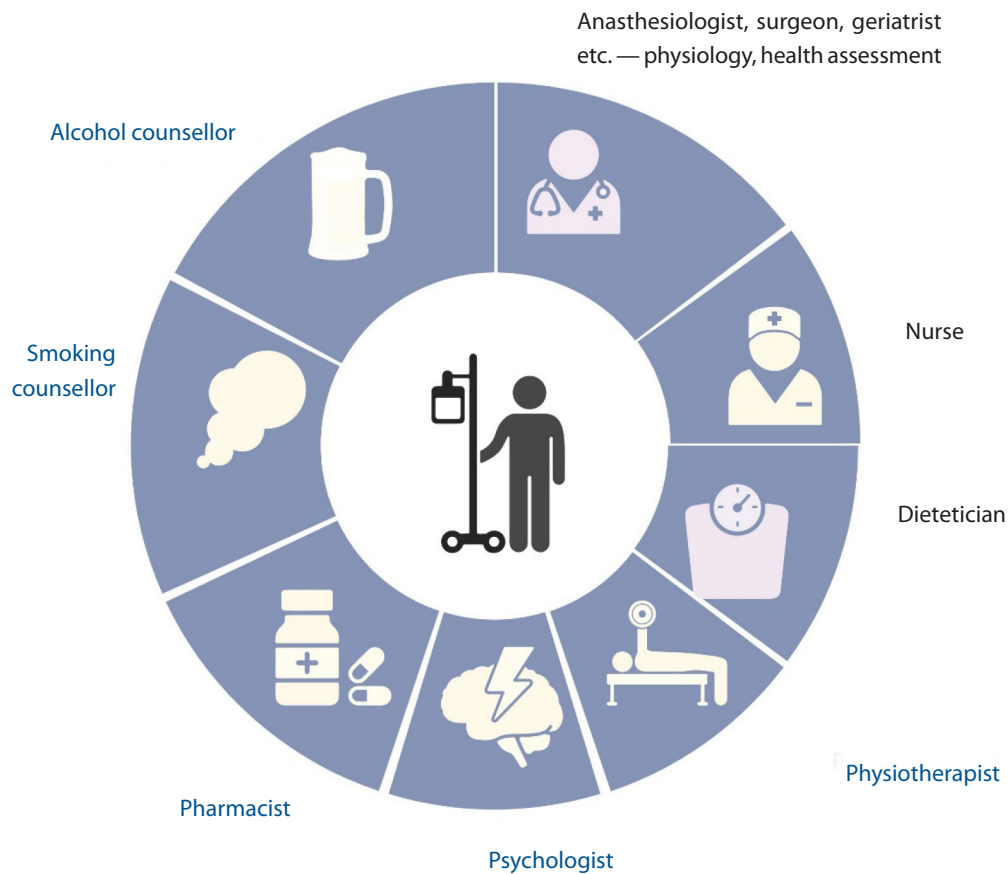 Anasthesiologist, surgeon, geriatrist
etc. — physiology, health assessment
Alcohol counsellor
Nurse
Smoking
counsellor
Dietetician
Physiotherapist
Pharmacist
Psychologist